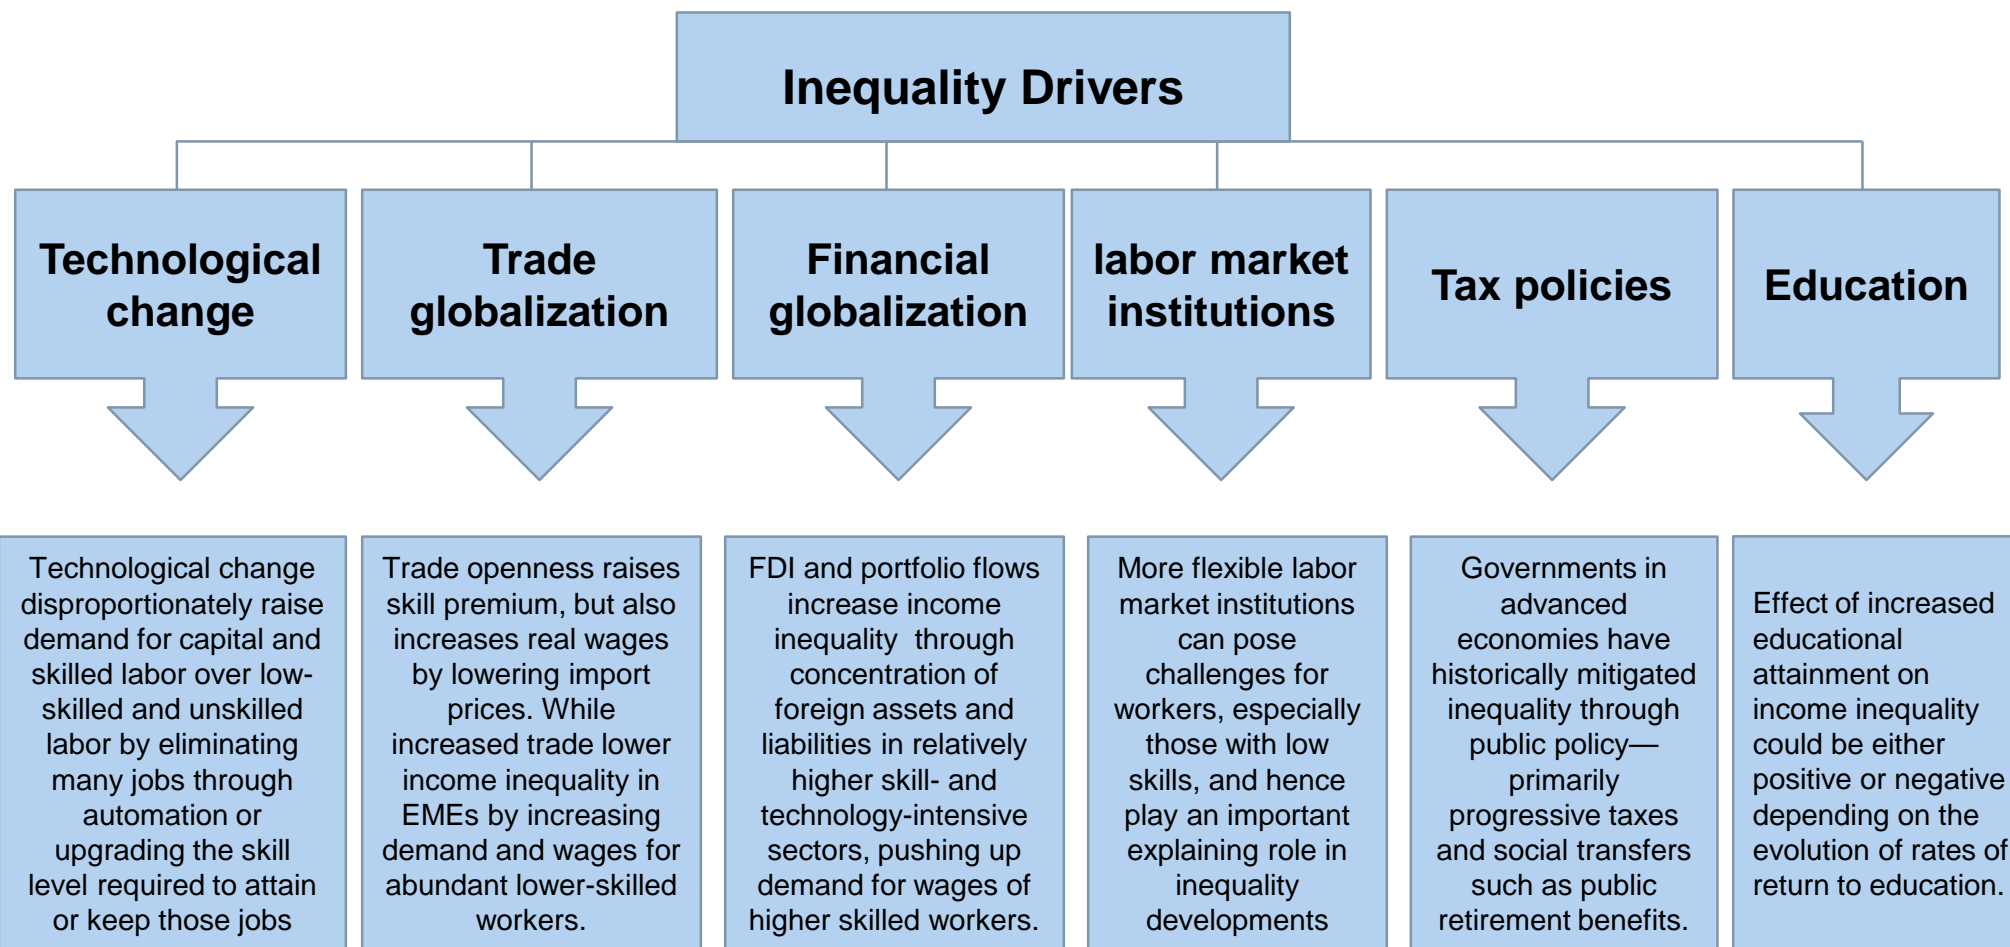 Inequality Drivers
Technological
change
Trade
globalization
Financial
globalization
labor market
institutions
Tax policies
Education
Technological change
disproportionately raise
demand for capital and
skilled labor over low-
skilled and unskilled
labor by eliminating
many jobs through
automation or
upgrading the skill
level required to attain
or keep those jobs
Trade openness raises
skill premium, but also
increases real wages
by lowering import
prices. While
increased trade lower
income inequality in
EMEs by increasing
demand and wages for
abundant lower-skilled
workers.
FDI and portfolio flows
increase income
inequality through
concentration of
foreign assets and
liabilities in relatively
higher skill- and
technology-intensive
sectors, pushing up
demand for wages of
higher skilled workers.
More flexible labor
market institutions
can pose
challenges for
workers, especially
those with low
skills, and hence
play an important
explaining role in
inequality
developments
Governments in
advanced
economies have
historically mitigated
inequality through
public policy—
primarily
progressive taxes
and social transfers
such as public
retirement benefits.
Effect of increased
educational
attainment on
income inequality
could be either
positive or negative
depending on the
evolution of rates of
return to education.